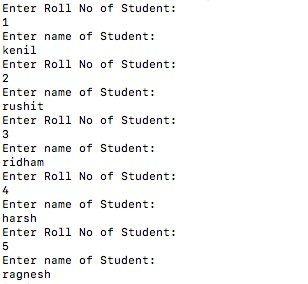 Enter Roll No of Student:
1
Enter name of Student:
kenil
Enter Roll No of Student:
2
Enter name of Student:
rushit
Enter Roll No of Student:
3
Enter name of Student:
ridham
Enter Roll No of Student:
4
Enter name of Student:
harsh
Enter Roll No of Student:
5
Enter name of Student:
ragnesh